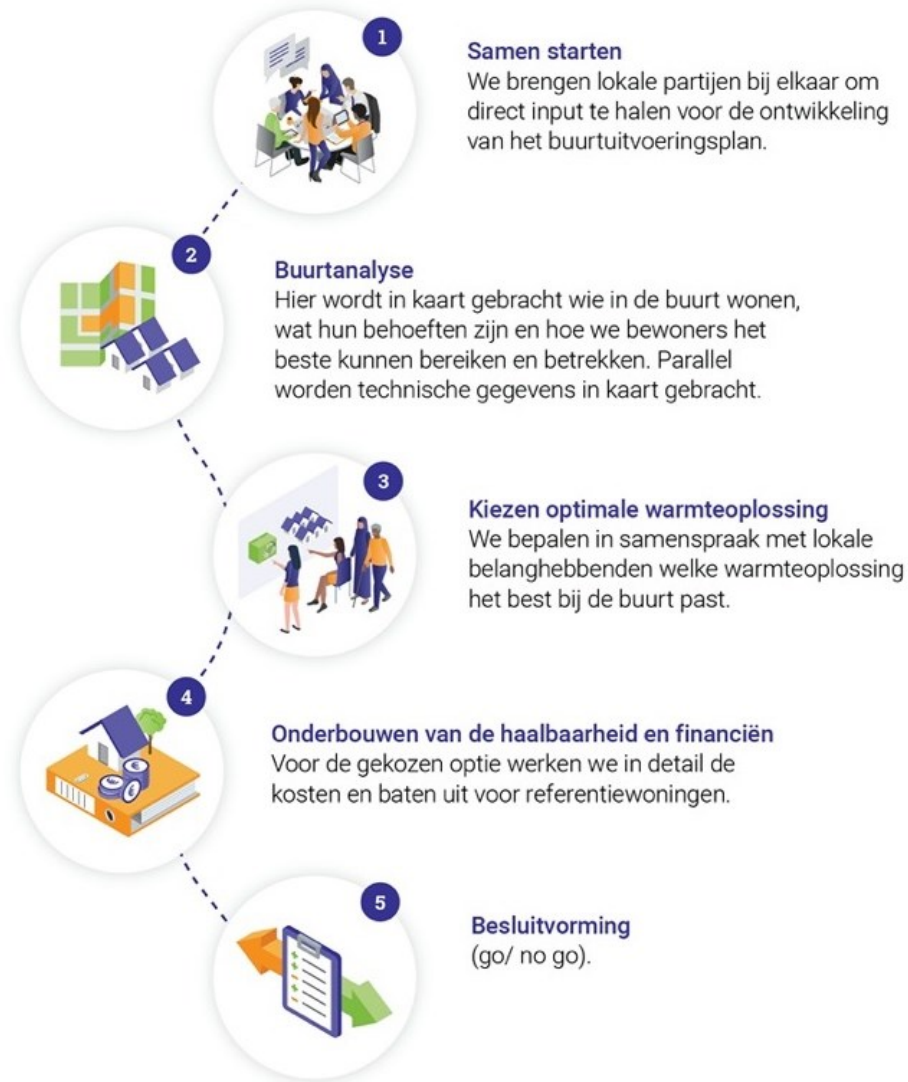 1
Samen starten
We brengen lokale partijen bij elkaar om
direct input te halen voor de ontwikkeling
van het buurtuitvoeringsplan.
2
Buurtanalyse
Hier wordt in kaart gebracht wie in de buurt wonen,
wat hun behoeften zijn en hoe we bewoners het
beste kunnen bereiken en betrekken. Parallel
worden technische gegevens in kaart gebracht.
3
Kiezen optimale warmteoplossing
We bepalen in samenspraak met lokale
belanghebbenden welke warmteoplossing
het best bij de buurt past.
4
Onderbouwen van de haalbaarheid en financiën
Voor de gekozen optie werken we in detail de
kosten en baten uit voor referentiewoningen.
5
Besluitvorming
(go/ no go).